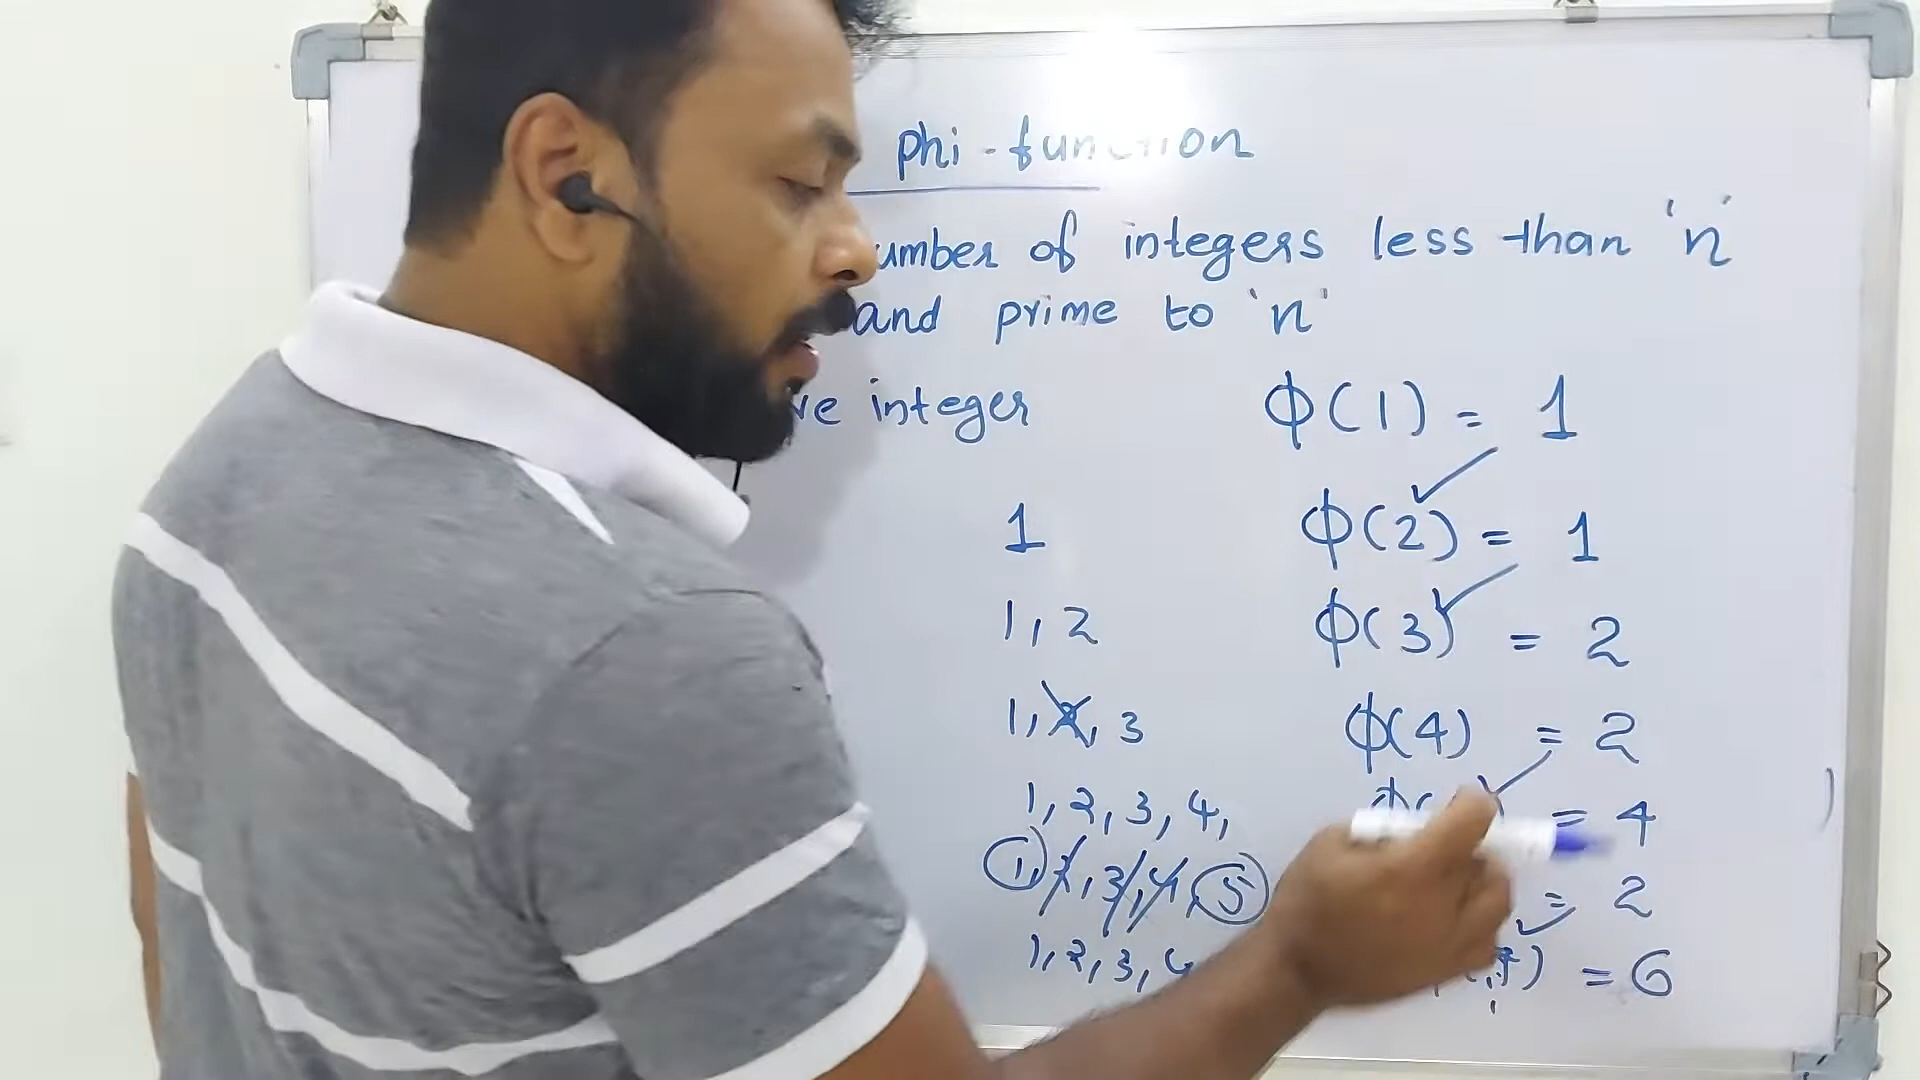 phi-function
umber of integers less than 'n'
and prime to 'n'
ve integer
ϕ(1) = 1
1
ϕ(2) = 1
1, 2
ϕ(3) = 2
1, 2, 3
ϕ(4) = 2
1, 2, 3, 4,
= 4
1, 2, 3, 4, 5
= 2
1, 2, 3, 4
7) = 6